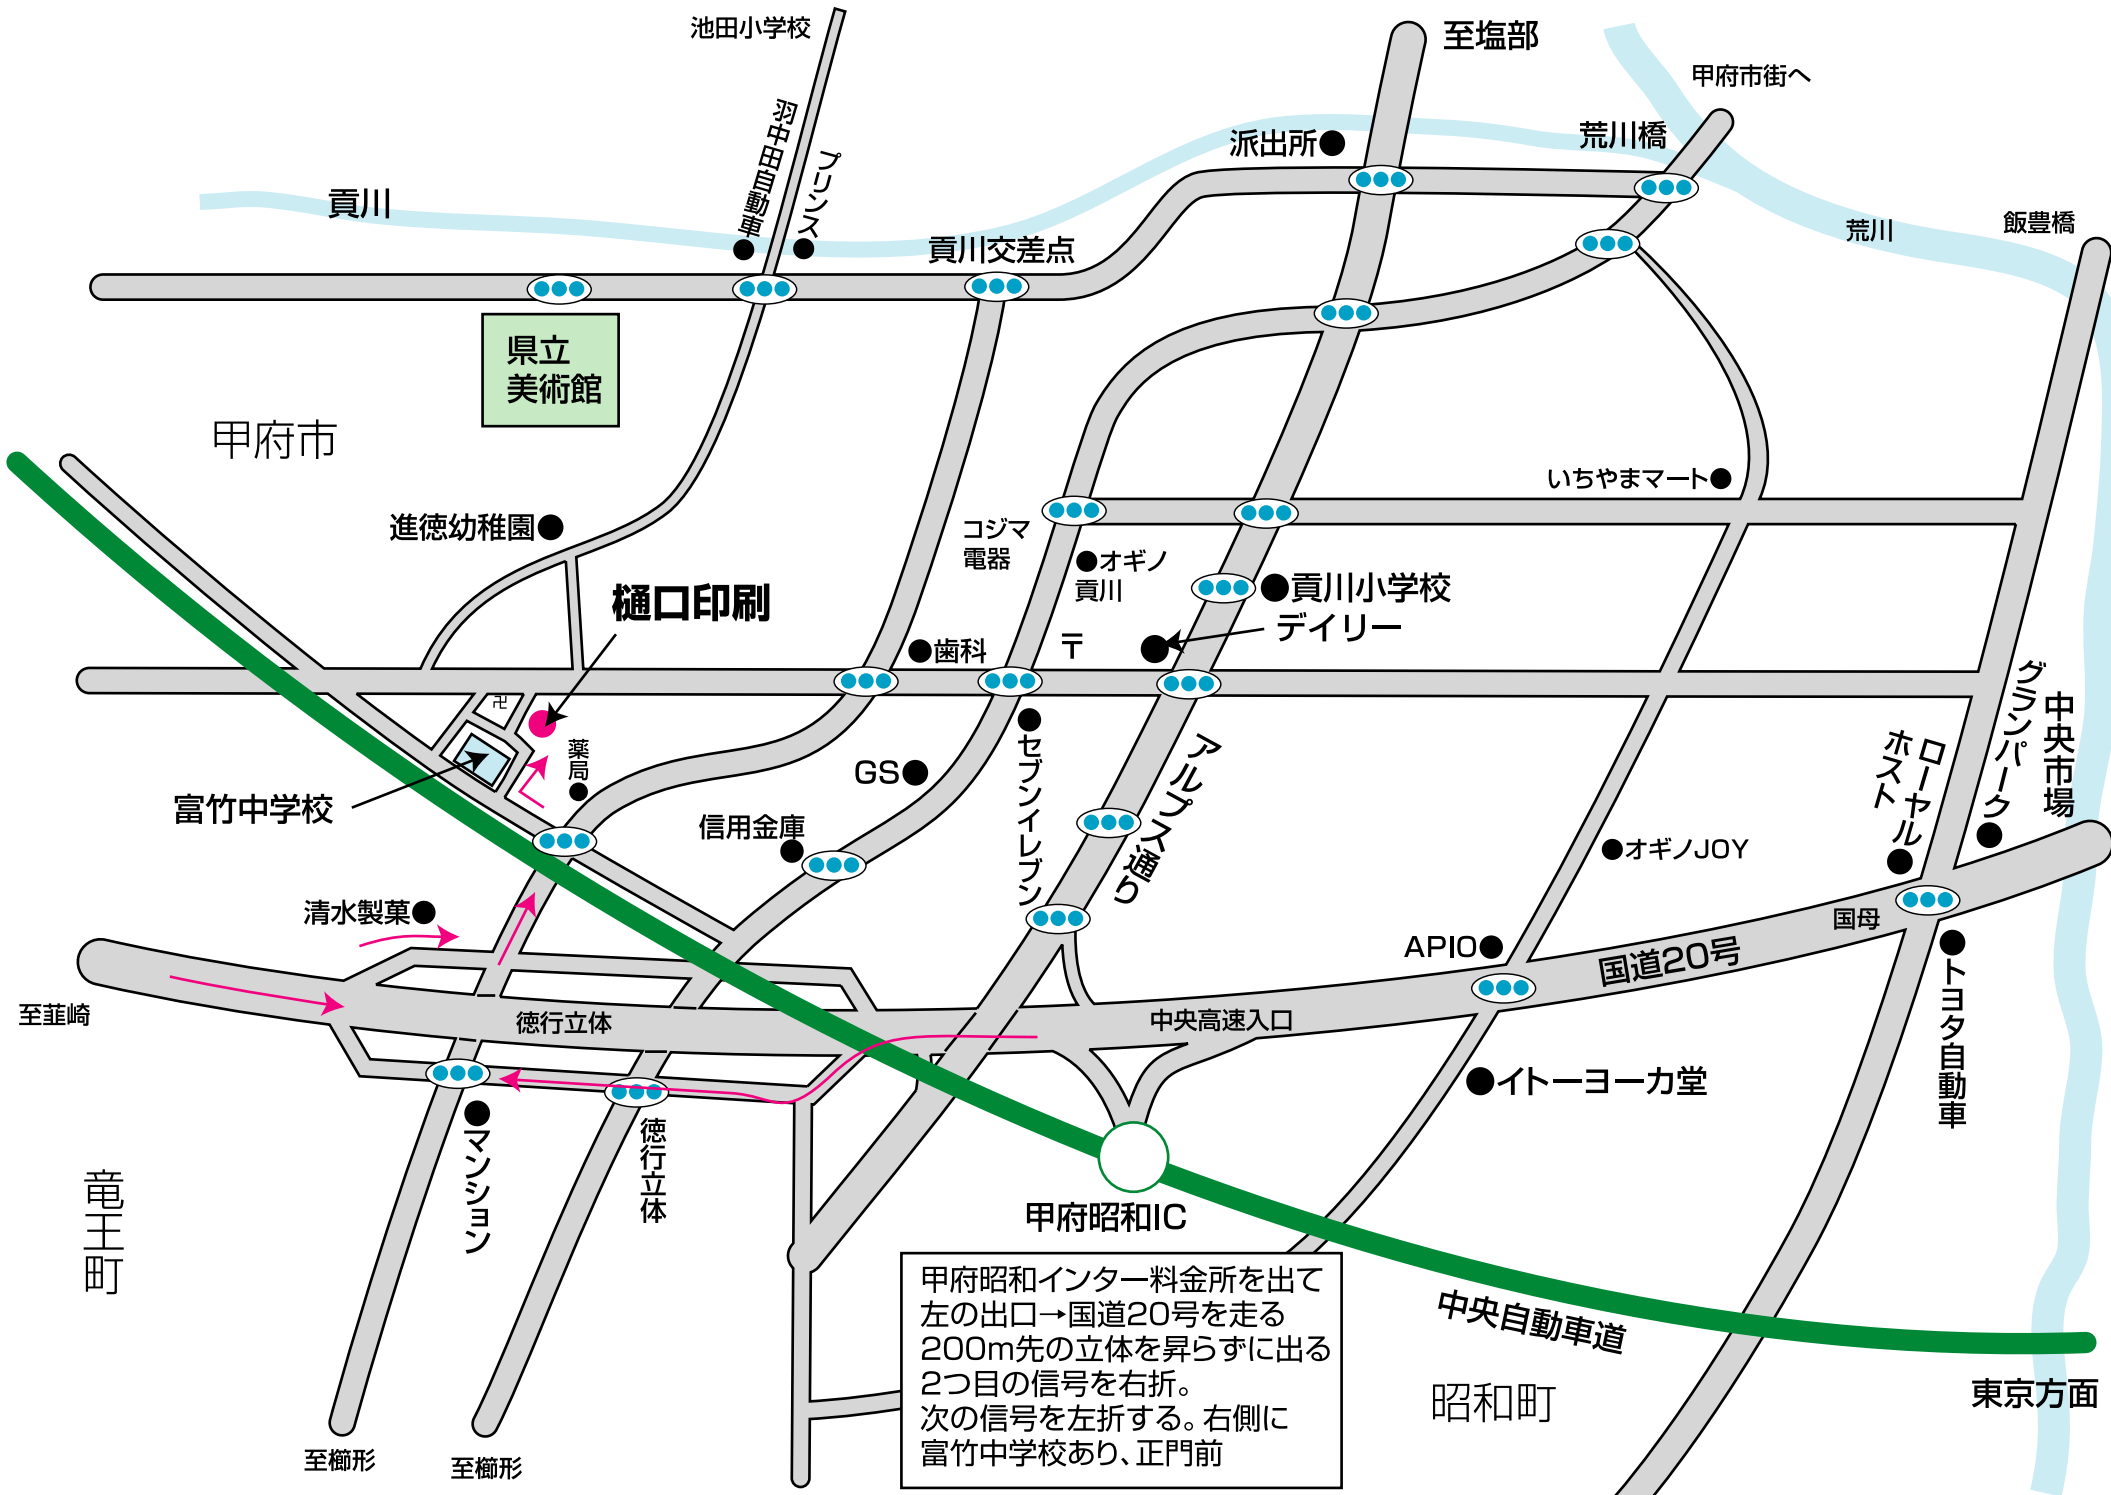 池田小学校
至塩部
甲府市街へ
羽中田自動車
プリンス
派出所
荒川橋
貢川
貢川交差点
荒川
飯豊橋
県立
美術館
甲府市
いちやまマート
進徳幼稚園
コジマ
電器
オギノ
貢川
樋口印刷
貢川小学校
デイリー
〒
歯科
卍
グランパーク
中央市場
薬局
セブンイレブン
アルプス通り
ローヤル
ホスト
GS
富竹中学校
信用金庫
オギノJOY
清水製菓
国母
APIO
国道20号
トヨタ自動車
至韮崎
徳行立体
中央高速入口
イトーヨーカ堂
マンション
徳行立体
竜王町
甲府昭和IC
甲府昭和インター料金所を出て
左の出口→国道20号を走る
200m先の立体を昇らずに出る
2つ目の信号を右折。
次の信号を左折する。右側に
富竹中学校あり、正門前
中央自動車道
昭和町
東京方面
至櫛形
至櫛形